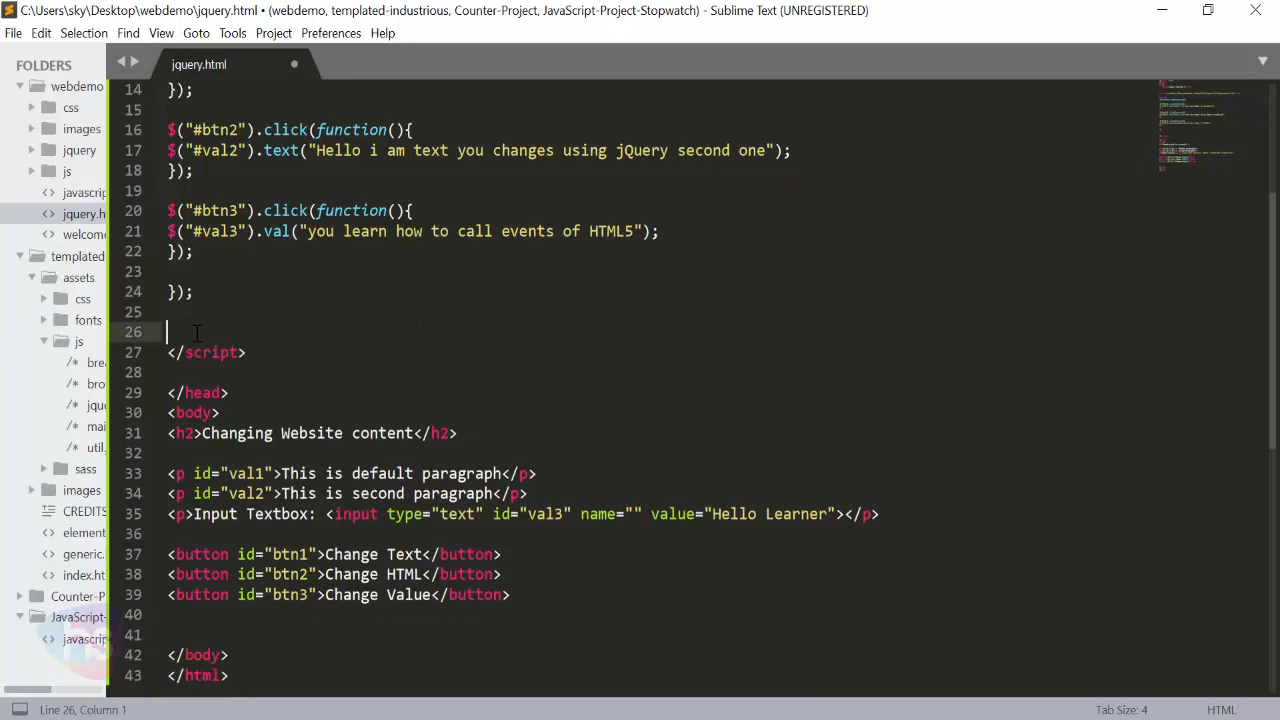 C:\Users\sky\Desktop\webdemo\jquery.html • (webdemo, templated-industrious, Counter-Project, JavaScript-Project-Stopwatch) - Sublime Text (UNREGISTERED)
File Edit Selection Find View Goto Tools Project Preferences Help
FOLDERS
webdemo
css
images
jquery
js
javascrip
jquery.h
welcome
templated
assets
css
fonts
js
brea
bro
jque
mai
util.
sass
images
CREDITS
element
generic.
index.ht
Counter-P
JavaScript-
javascrip
jquery.html
14 });
15
16 $("#btn2").click(function(){
17 $("#val2").text("Hello i am text you changes using jQuery second one");
18 });
19
20 $("#btn3").click(function(){
21 $("#val3").val("you learn how to call events of HTML5");
22 });
23
24 });
25
26
27 </script>
28
29 </head>
30 <body>
31 <h2>Changing Website content</h2>
32
33 <p id="val1">This is default paragraph</p>
34 <p id="val2">This is second paragraph</p>
35 <p>Input Textbox: <input type="text" id="val3" name="" value="Hello Learner"></p>
36
37 <button id="btn1">Change Text</button>
38 <button id="btn2">Change HTML</button>
39 <button id="btn3">Change Value</button>
40
41
42 </body>
43 </html>
Line 26, Column 1
Tab Size: 4
HTML